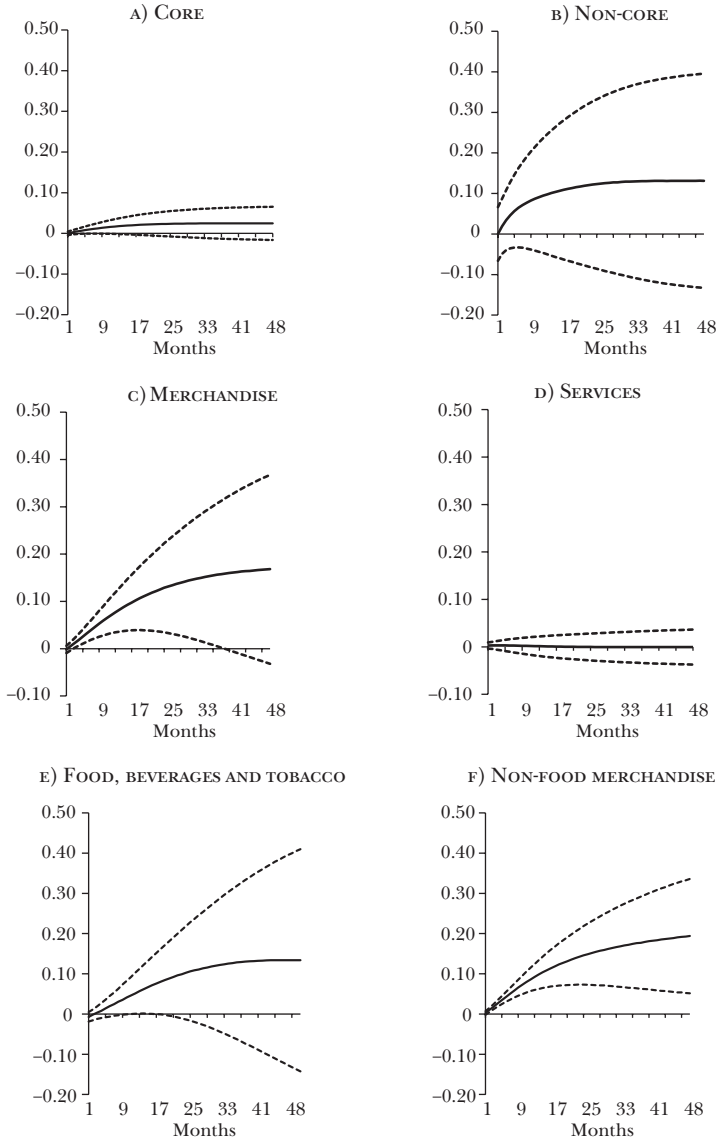 A) CORE
0.50
0.40
0.30
0.20
0.10
0
−0.10
−0.20
1 9 17 25 33 41 48
Months
B) NON-CORE
0.50
0.40
0.30
0.20
0.10
0
−0.10
−0.20
1 9 17 25 33 41 48
Months
C) MERCHANDISE
0.50
0.40
0.30
0.20
0.10
0
−0.10
1 9 17 25 33 41 48
Months
D) SERVICES
0.50
0.40
0.30
0.20
0.10
0
−0.10
1 9 17 25 33 41 48
Months
E) FOOD, BEVERAGES AND TOBACCO
0.50
0.40
0.30
0.20
0.10
0
−0.10
−0.20
1 9 17 25 33 41 48
Months
F) NON-FOOD MERCHANDISE
0.50
0.40
0.30
0.20
0.10
0
−0.10
−0.20
1 9 17 25 33 41 48
Months